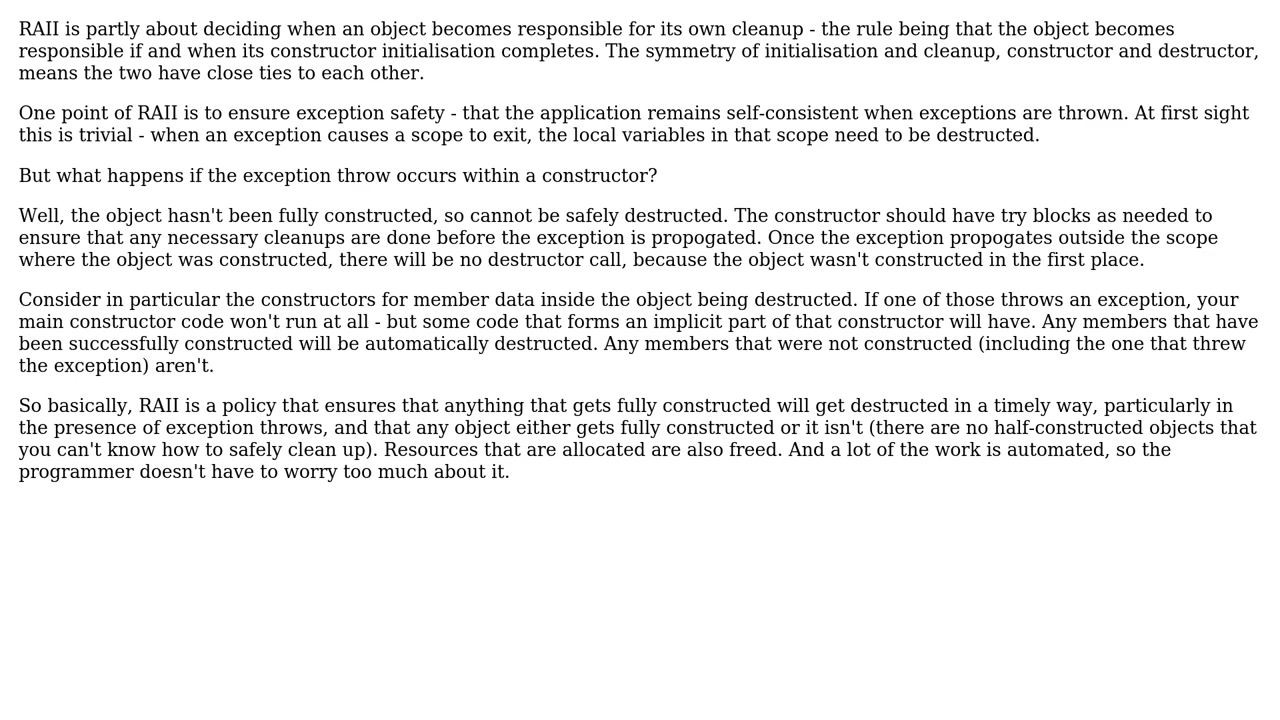 RAII is partly about deciding when an object becomes responsible for its own cleanup - the rule being that the object becomes
responsible if and when its constructor initialisation completes. The symmetry of initialisation and cleanup, constructor and destructor,
means the two have close ties to each other.
One point of RAII is to ensure exception safety - that the application remains self-consistent when exceptions are thrown. At first sight
this is trivial - when an exception causes a scope to exit, the local variables in that scope need to be destructed.
But what happens if the exception throw occurs within a constructor?
Well, the object hasn't been fully constructed, so cannot be safely destructed. The constructor should have try blocks as needed to
ensure that any necessary cleanups are done before the exception is propogated. Once the exception propogates outside the scope
where the object was constructed, there will be no destructor call, because the object wasn't constructed in the first place.
Consider in particular the constructors for member data inside the object being destructed. If one of those throws an exception, your
main constructor code won't run at all - but some code that forms an implicit part of that constructor will have. Any members that have
been successfully constructed will be automatically destructed. Any members that were not constructed (including the one that threw
the exception) aren't.
So basically, RAII is a policy that ensures that anything that gets fully constructed will get destructed in a timely way, particularly in
the presence of exception throws, and that any object either gets fully constructed or it isn't (there are no half-constructed objects that
you can't know how to safely clean up). Resources that are allocated are also freed. And a lot of the work is automated, so the
programmer doesn't have to worry too much about it.